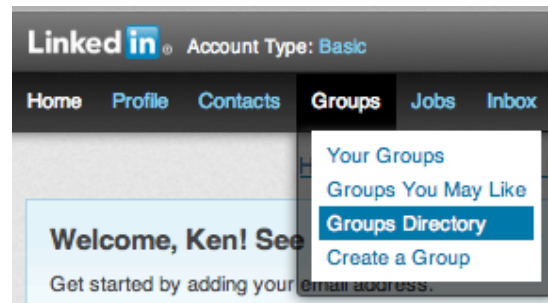 Linked in ® Account Type: Basic
Home Profile Contacts Groups Jobs Inbox
Your Groups
Groups You May Like
Groups Directory
Create a Group
Welcome, Ken! See
Get started by adding your email address.